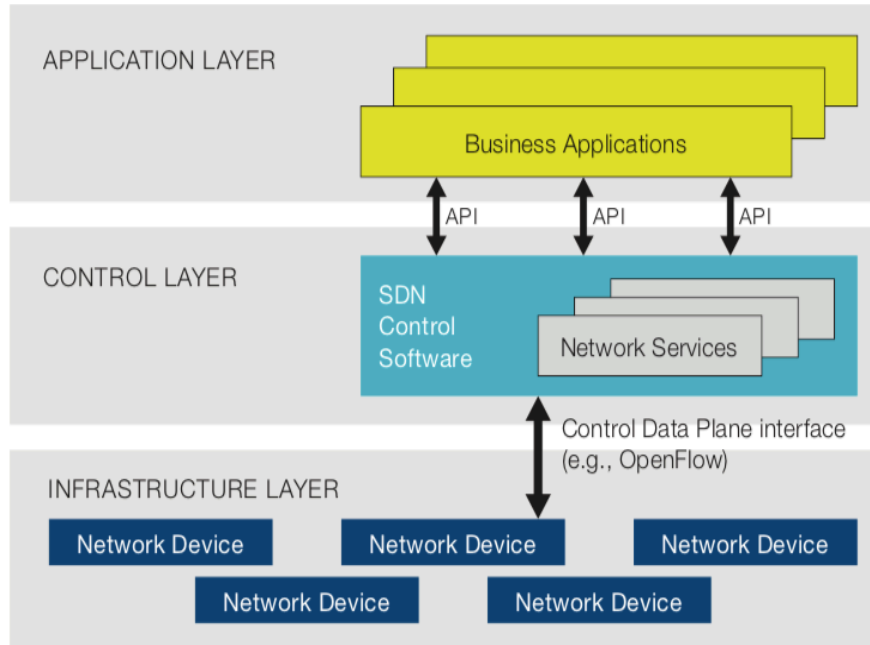 APPLICATION LAYER
Business Applications
API
API
API
CONTROL LAYER
SDN
Control
Software
Network Services
Control Data Plane interface
(e.g., OpenFlow)
INFRASTRUCTURE LAYER
Network Device
Network Device
Network Device
Network Device
Network Device